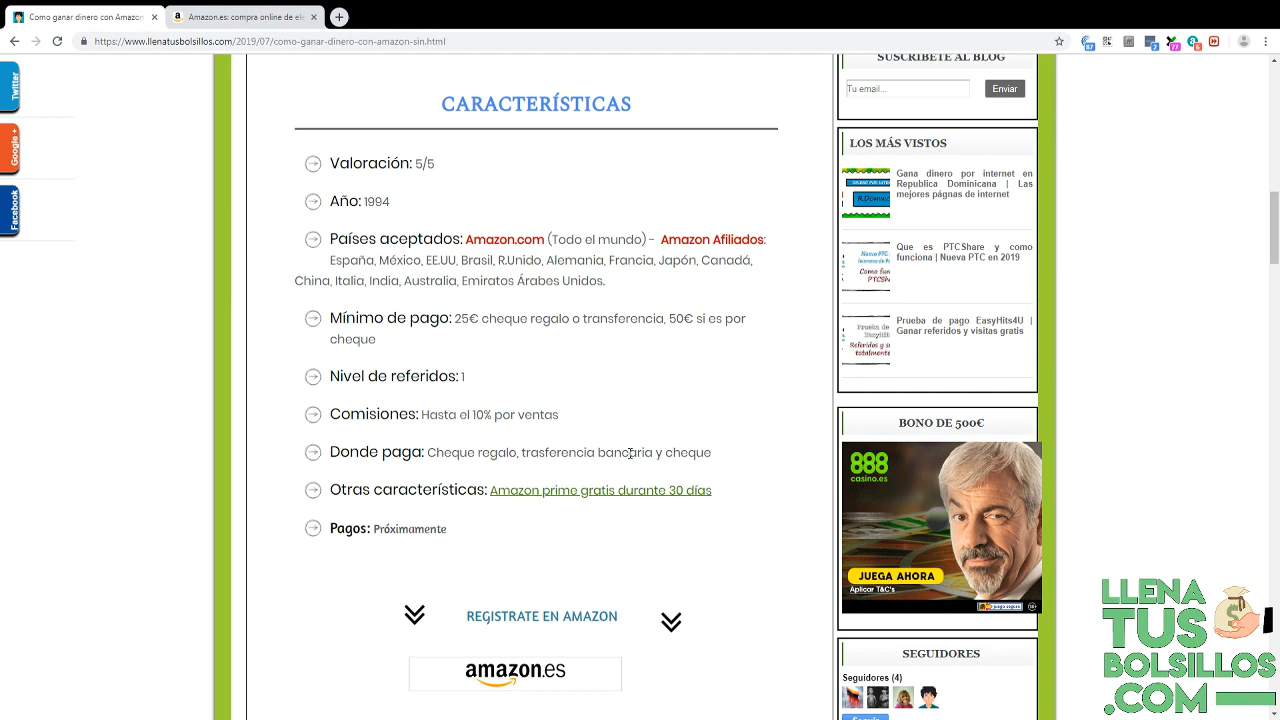 Como ganar dinero con Amazon
Amazon.es: compra online de ele
https://www.llenatusbolsillos.com/2019/07/como-ganar-dinero-con-amazon-sin.html
Twitter
Google +
Facebook
CARACTERÍSTICAS
Valoración: 5/5
Año: 1994
Países aceptados: Amazon.com (Todo el mundo) - Amazon Afiliados:
España, México, EE.UU, Brasil, R.Unido, Alemania, Francia, Japón, Canadá,
China, Italia, India, Australia, Emiratos Árabes Unidos.
Mínimo de pago: 25€ cheque regalo o transferencia, 50€ si es por
cheque
Nivel de referidos: 1
Comisiones: Hasta el 10% por ventas
Donde paga: Cheque regalo, trasferencia bancaria y cheque
Otras características: Amazon prime gratis durante 30 días
Pagos: Próximamente
REGISTRATE EN AMAZON
amazon.es
SUSCRIBETE AL BLOG
Tu email...
Enviar
LOS MÁS VISTOS
Gana dinero por internet en
Republica Dominicana | Las
mejores págnas de internet
Que es PTCShare y como
funciona | Nueva PTC en 2019
Prueba de pago EasyHits4U |
Ganar referidos y visitas gratis
BONO DE 500€
888
casino.es
JUEGA AHORA
Aplicar T&C's
juego seguro
18+
SEGUIDORES
Seguidores (4)
LLENA
TUS
BOLSILLOS
.COM